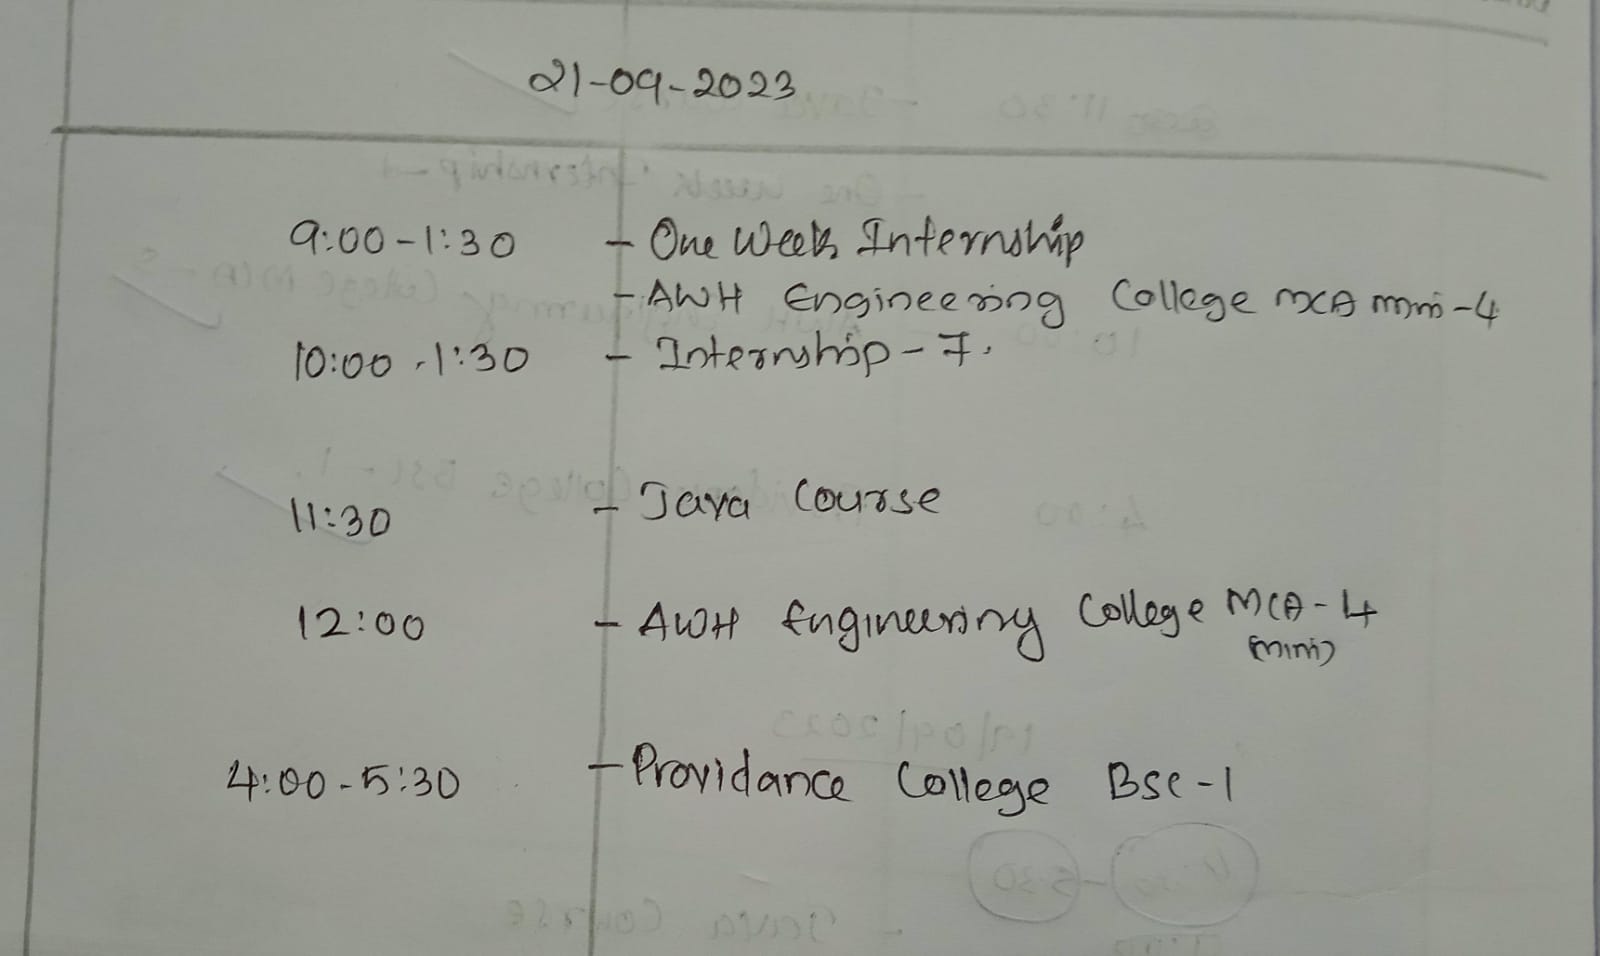 21-09-2023
9:00-1:30 - One Week Internship
- AWH Engineering College MCA mini-4
10:00-1:30 - Internship-7.
11:30 - Java Course
12:00 - AWH Engineering College MCA-4
(mini)
4:00-5:30 - Providance College BSc-1